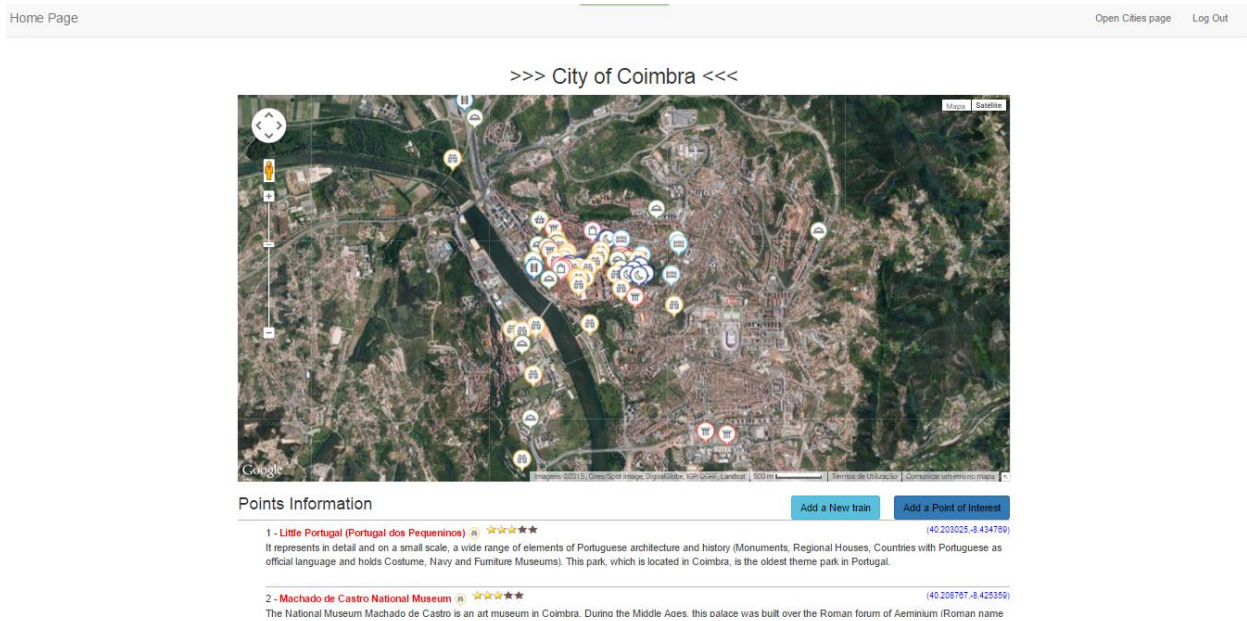 Home Page
Open Cities page
Log Out
>>> City of Coimbra <<<
Mapa
Satélite
Google
Imagens ©2015, Cnes/Spot Image, DigitalGlobe, IGP/DGRF, Landsat
500 m
Termos de Utilização
Comunicar um erro no mapa
Points Information
Add a New train
Add a Point of Interest
1 - Little Portugal (Portugal dos Pequeninos)
(40.203025,-8.434769)
It represents in detail and on a small scale, a wide range of elements of Portuguese architecture and history (Monuments, Regional Houses, Countries with Portuguese as
official language and holds Costume, Navy and Furniture Museums). This park, which is located in Coimbra, is the oldest theme park in Portugal.
2 - Machado de Castro National Museum
(40.208767,-8.425359)
The National Museum Machado de Castro is an art museum in Coimbra. During the Middle Ages, this palace was built over the Roman forum of Aeminium (Roman name